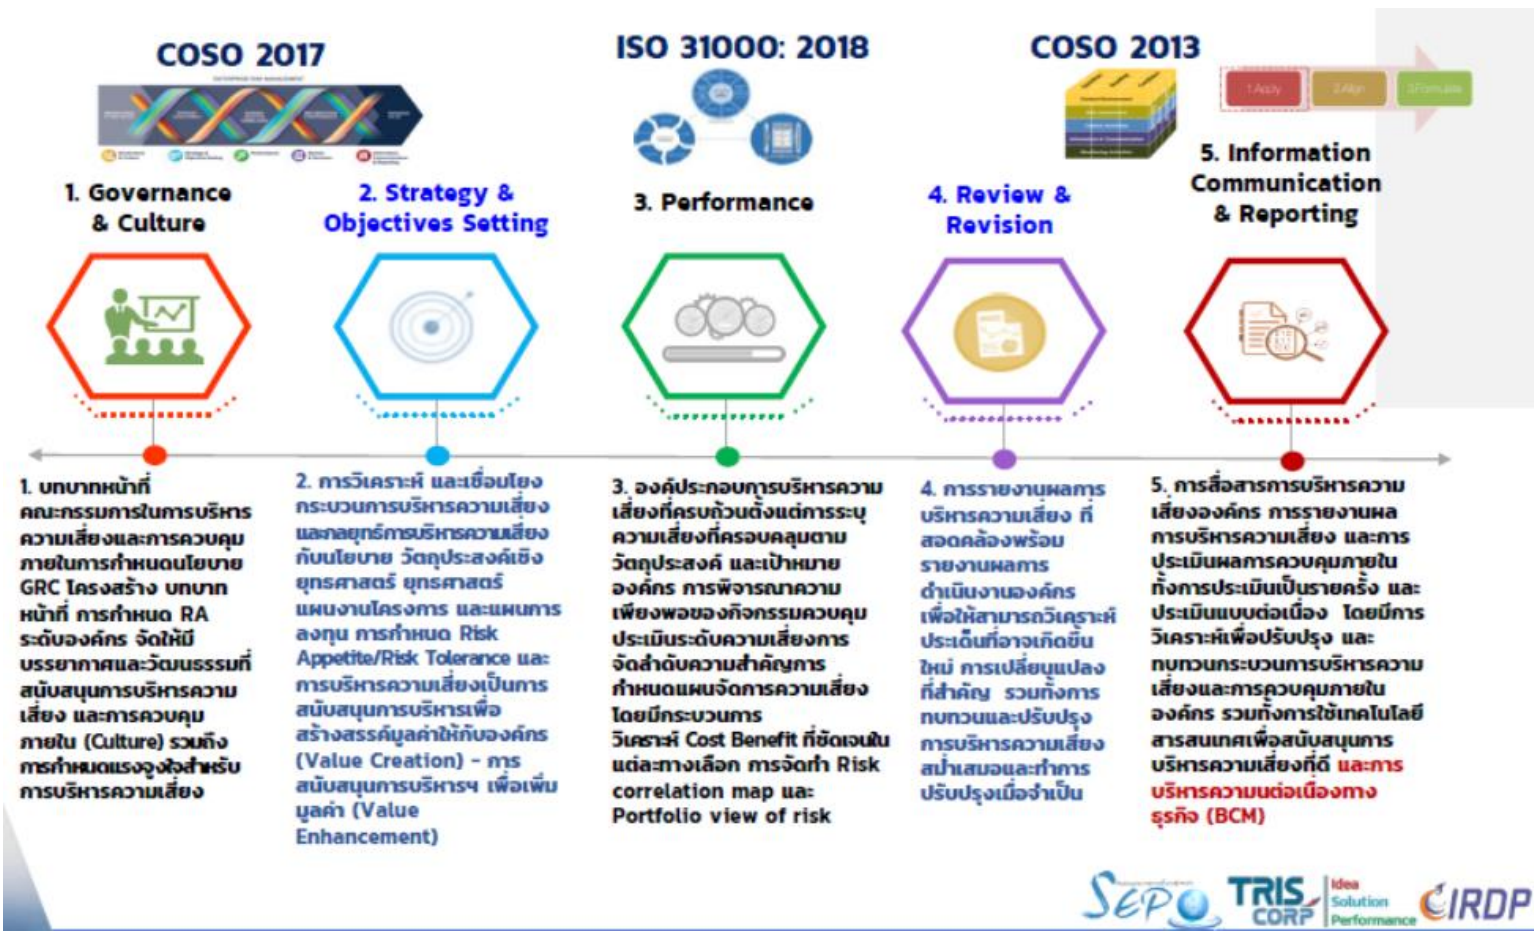 COSO 2017
ISO 31000: 2018
COSO 2013
ENTERPRISE RISK MANAGEMENT
1.Apply
2.Align
3.Formulate
1. Governance
& Culture
2. Strategy &
Objectives Setting
3. Performance
4. Review &
Revision
5. Information
Communication
& Reporting
1. บทบาทหน้าที่
คณะกรรมการในการบริหาร
ความเสี่ยงและการควบคุม
ภายในการกำหนดนโยบาย
GRC โครงสร้าง บทบาท
หน้าที่ การกำหนด RA
ระดับองค์กร จัดให้มี
บรรยากาศและวัฒนธรรมที่
สนับสนุนการบริหารความ
เสี่ยง และการควบคุม
ภายใน (Culture) รวมถึง
การกำหนดแรงจูงใจสำหรับ
การบริหารความเสี่ยง
2. การวิเคราะห์ และเชื่อมโยง
กระบวนการบริหารความเสี่ยง
และกลยุทธ์การบริหารความเสี่ยง
กับนโยบาย วัตถุประสงค์เชิง
ยุทธศาสตร์ ยุทธศาสตร์
แผนงานโครงการ และแผนการ
ลงทุน การกำหนด Risk
Appetite/Risk Tolerance และ
การบริหารความเสี่ยงเป็นการ
สนับสนุนการบริหารเพื่อ
สร้างสรรค์มูลค่าให้กับองค์กร
(Value Creation) - การ
สนับสนุนการบริหารฯ เพื่อเพิ่ม
มูลค่า (Value
Enhancement)
3. องค์ประกอบการบริหารความ
เสี่ยงที่ครบถ้วนตั้งแต่การระบุ
ความเสี่ยงที่ครอบคลุมตาม
วัตถุประสงค์ และเป้าหมาย
องค์กร การพิจารณาความ
เพียงพอของกิจกรรมควบคุม
ประเมินระดับความเสี่ยงการ
จัดลำดับความสำคัญการ
กำหนดแผนจัดการความเสี่ยง
โดยมีกระบวนการ
วิเคราะห์ Cost Benefit ที่ชัดเจนใน
แต่ละทางเลือก การจัดทำ Risk
correlation map และ
Portfolio view of risk
4. การรายงานผลการ
บริหารความเสี่ยง ที่
สอดคล้องพร้อม
รายงานผลการ
ดำเนินงานองค์กร
เพื่อให้สามารถวิเคราะห์
ประเด็นที่อาจเกิดขึ้น
ใหม่ การเปลี่ยนแปลง
ที่สำคัญ รวมทั้งการ
ทบทวนและปรับปรุง
การบริหารความเสี่ยง
สม่ำเสมอและทำการ
ปรับปรุงเมื่อจำเป็น
5. การสื่อสารการบริหารความ
เสี่ยงองค์กร การรายงานผล
การบริหารความเสี่ยง และการ
ประเมินผลการควบคุมภายใน
ทั้งการประเมินเป็นรายครั้ง และ
ประเมินแบบต่อเนื่อง โดยมีการ
วิเคราะห์เพื่อปรับปรุง และ
ทบทวนกระบวนการบริหารความ
เสี่ยงและการควบคุมภายใน
องค์กร รวมทั้งการใช้เทคโนโลยี
สารสนเทศเพื่อสนับสนุนการ
บริหารความเสี่ยงที่ดี และการ
บริหารความนต่อเนื่องทาง
ธุรกิจ (BCM)
SEPO
TRIS
CORP
Idea
Solution
Performance
IRDP